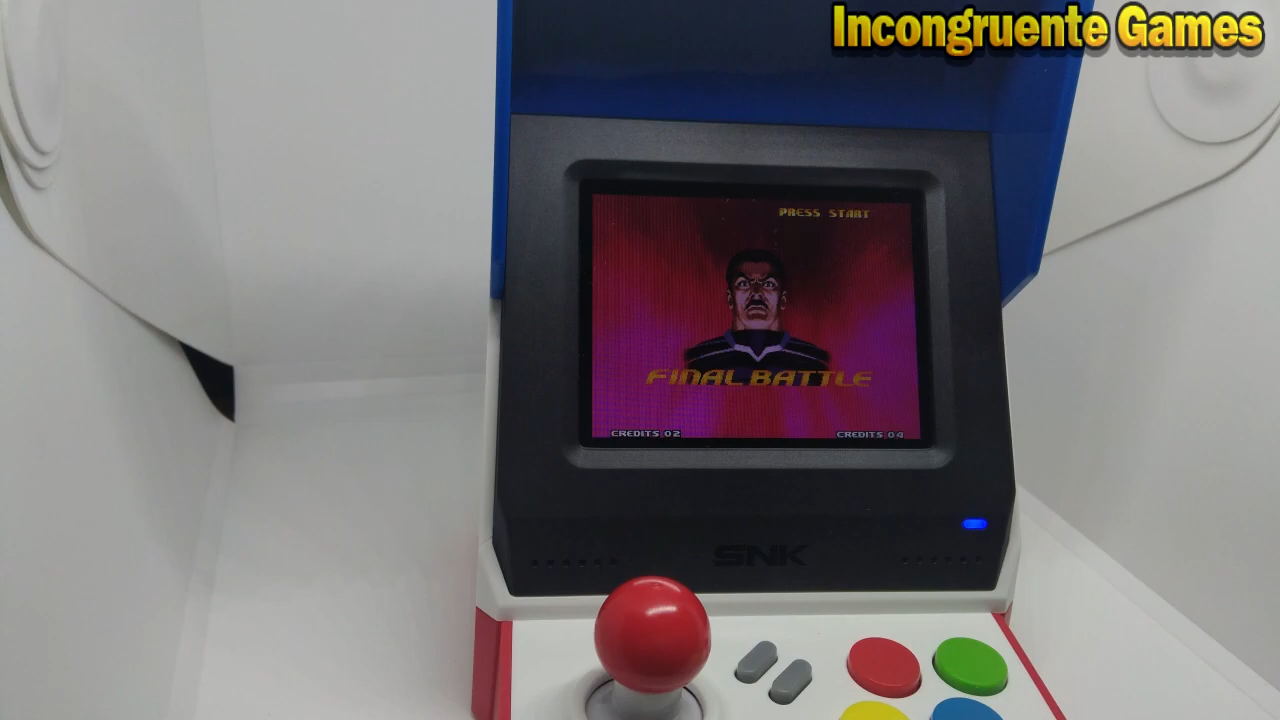 Incongruente Games
PRESS START
FINAL BATTLE
CREDITS 02
CREDITS 04
SNK